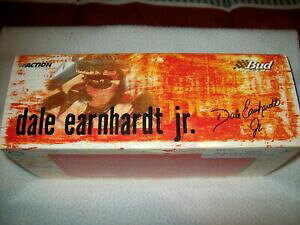 ACTION
Bud
dale earnhardt jr.
Dale Earnhardt
Jr